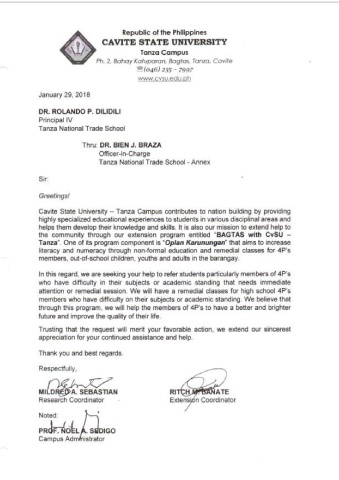 Republic of the Philippines
CAVITE STATE UNIVERSITY
Tanza Campus
Ph. 2, Bahay Katuparan, Bagtas, Tanza, Cavite
☏(046) 235 - 7997
www.cvsu.edu.ph
January 29, 2018
DR. ROLANDO P. DILIDILI
Principal IV
Tanza National Trade School
Thru: DR. BIEN J. BRAZA
Officer-in-Charge
Tanza National Trade School - Annex
Sir:
Greetings!
Cavite State University – Tanza Campus contributes to nation building by providing
highly specialized educational experiences to students in various disciplinal areas and
helps them develop their knowledge and skills. It is also our mission to extend help to
the community through our extension program entitled "BAGTAS with CvSU –
Tanza". One of its program component is "Oplan Karunungan" that aims to increase
literacy and numeracy through non-formal education and remedial classes for 4P's
members, out-of-school children, youths and adults in the barangay.
In this regard, we are seeking your help to refer students particularly members of 4P's
who have difficulty in their subjects or academic standing that needs immediate
attention or remedial session. We will have a remedial classes for high school 4P's
members who have difficulty on their subjects or academic standing. We believe that
through this program, we will help the members of 4P's to have a better and brighter
future and improve the quality of their life.
Trusting that the request will merit your favorable action, we extend our sincerest
appreciation for your continued assistance and help.
Thank you and best regards.
Respectfully,
MILDRED A. SEBASTIAN
RITCH M. BANATE
Research Coordinator
Extension Coordinator
Noted:
PROF. NOEL A. SEDIGO
Campus Administrator